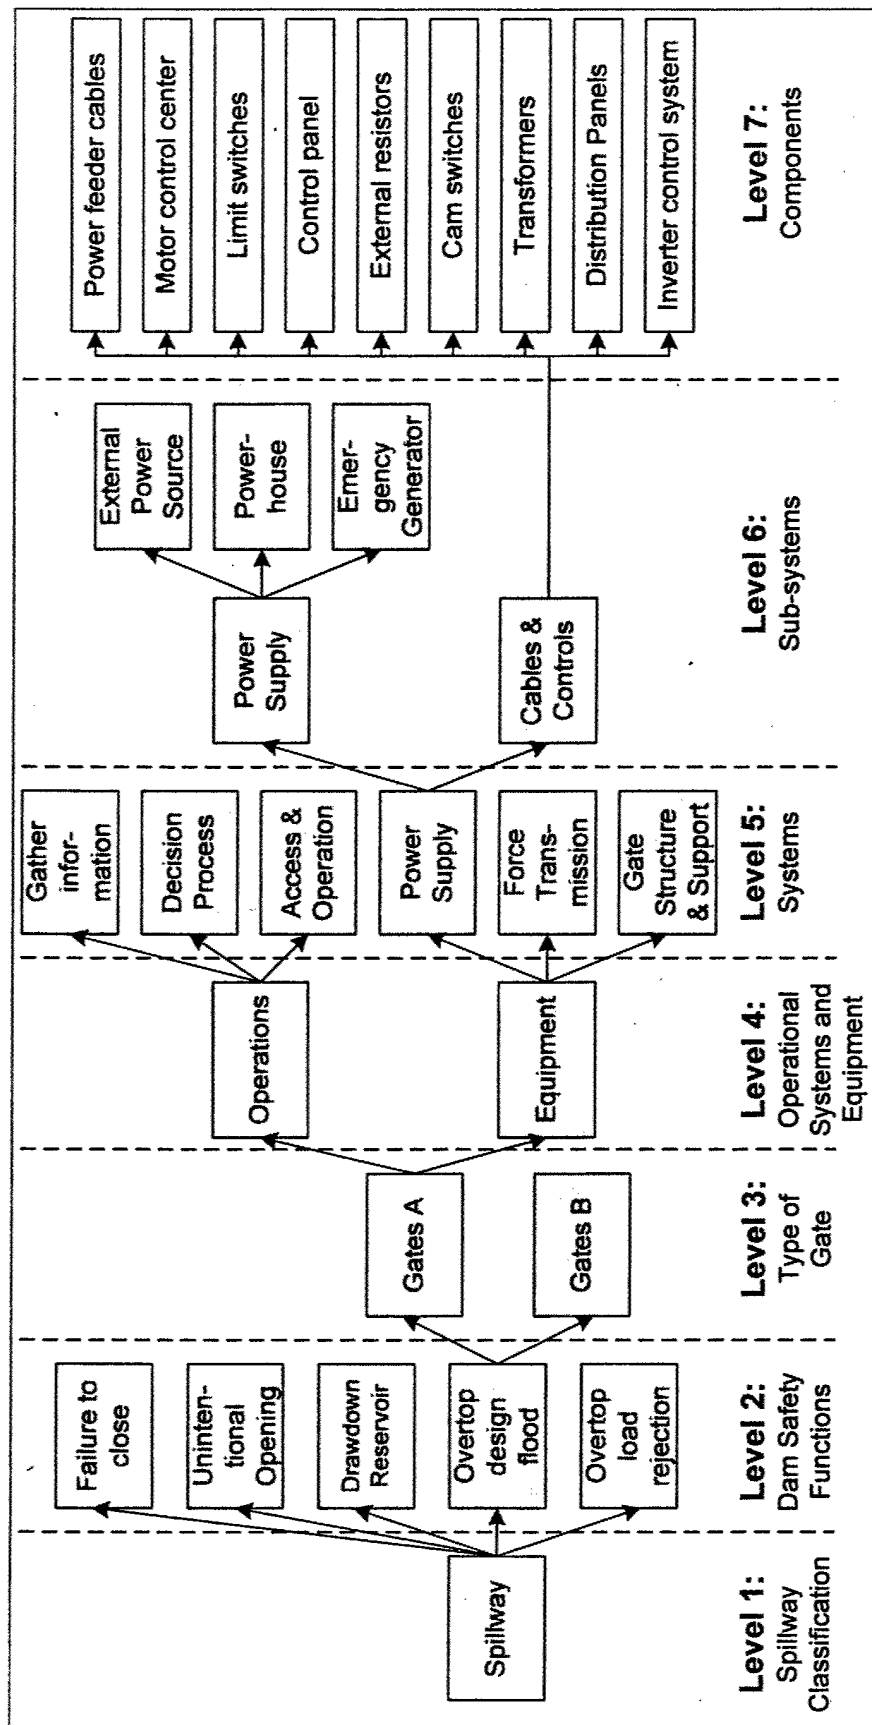 Spillway
Level 1:
Spillway
Classification
Failure to
close
Uninten-
tional
Opening
Drawdown
Reservoir
Overtop
design
flood
Overtop
load
rejection
Level 2:
Dam Safety
Functions
Gates A
Gates B
Level 3:
Type of
Gate
Operations
Equipment
Level 4:
Operational
Systems and
Equipment
Gather
infor-
mation
Decision
Process
Access &
Operation
Power
Supply
Force
Trans-
mission
Gate
Structure
& Support
Level 5:
Systems
Power
Supply
Cables &
Controls
External
Power
Source
Power-
house
Emer-
gency
Generator
Level 6:
Sub-systems
Power feeder cables
Motor control center
Limit switches
Control panel
External resistors
Cam switches
Transformers
Distribution Panels
Inverter control system
Level 7:
Components